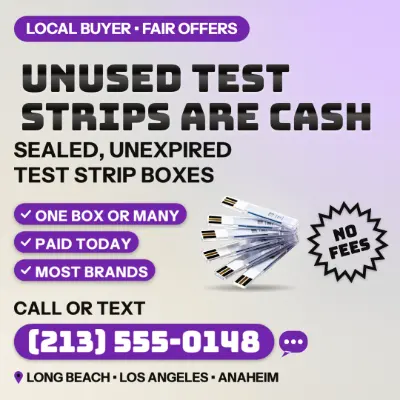 LOCAL BUYER • FAIR OFFERS
UNUSED TEST
STRIPS ARE CASH
SEALED, UNEXPIRED
TEST STRIP BOXES
ONE BOX OR MANY
PAID TODAY
MOST BRANDS
NO
FEES
CALL OR TEXT
(213) 555-0148
LONG BEACH • LOS ANGELES • ANAHEIM